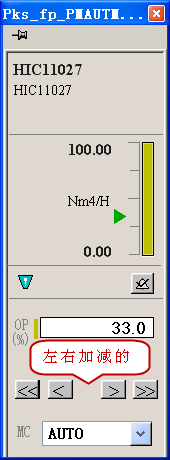 Pks_fp_PMAUTM...
HIC11027
HIC11027
100.00
Nm4/H
0.00
OP
(%)
33.0
左右加减的
<< < > >>
MC
AUTO